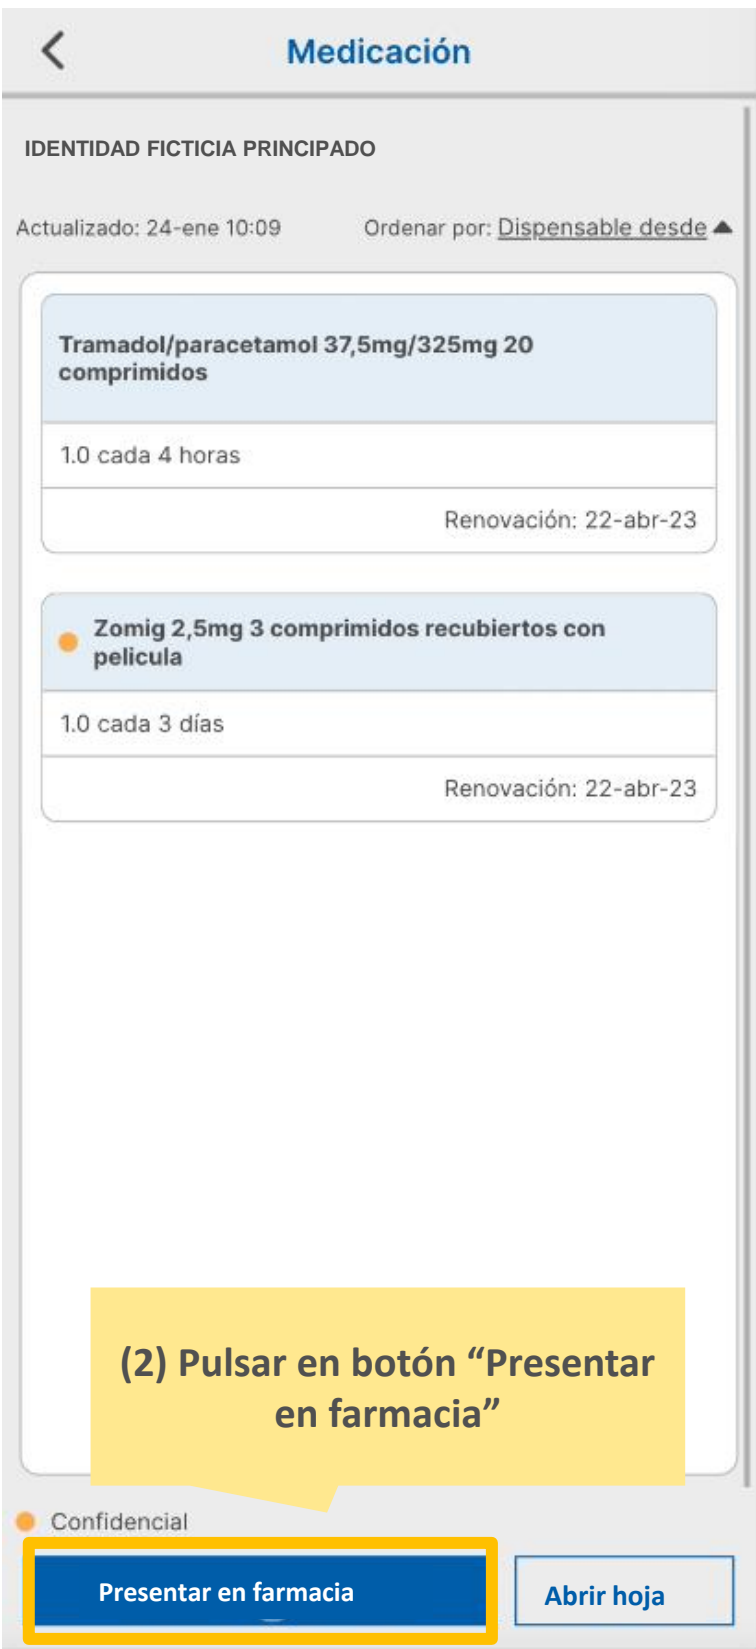 Medicación
IDENTIDAD FICTICIA PRINCIPADO
Actualizado: 24-ene 10:09
Ordenar por: Dispensable desde
Tramadol/paracetamol 37,5mg/325mg 20
comprimidos
1.0 cada 4 horas
Renovación: 22-abr-23
Zomig 2,5mg 3 comprimidos recubiertos con
pelicula
1.0 cada 3 días
Renovación: 22-abr-23
(2) Pulsar en botón “Presentar
en farmacia”
Confidencial
Presentar en farmacia
Abrir hoja